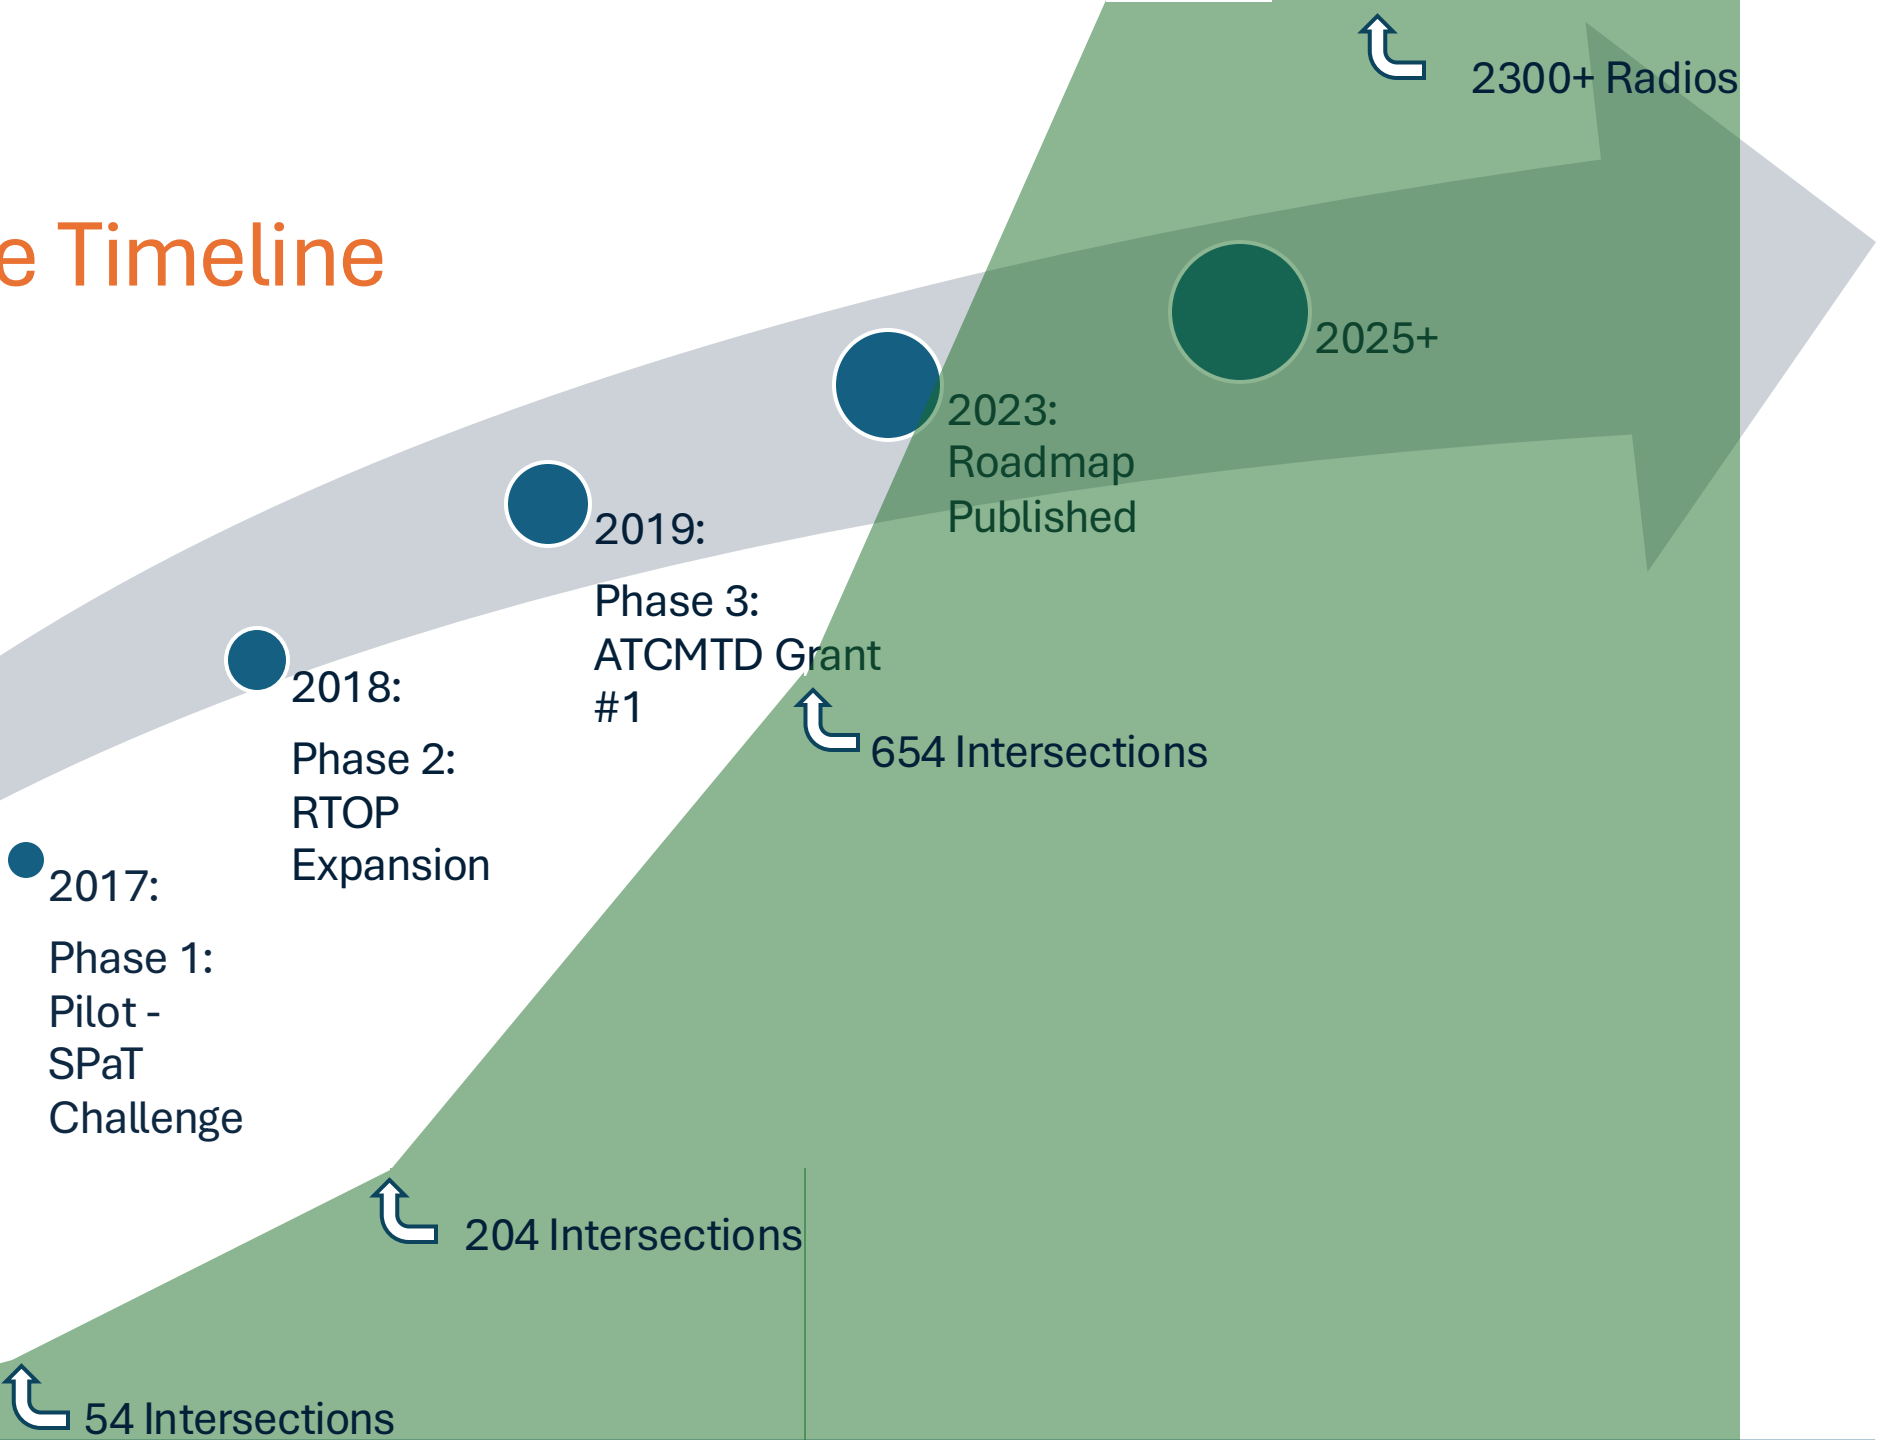 e Timeline
2300+ Radios
2025+
2023:
Roadmap
Published
2019:
Phase 3:
ATCMTD Grant
#1
654 Intersections
2018:
Phase 2:
RTOP
Expansion
2017:
Phase 1:
Pilot -
SPaT
Challenge
204 Intersections
54 Intersections